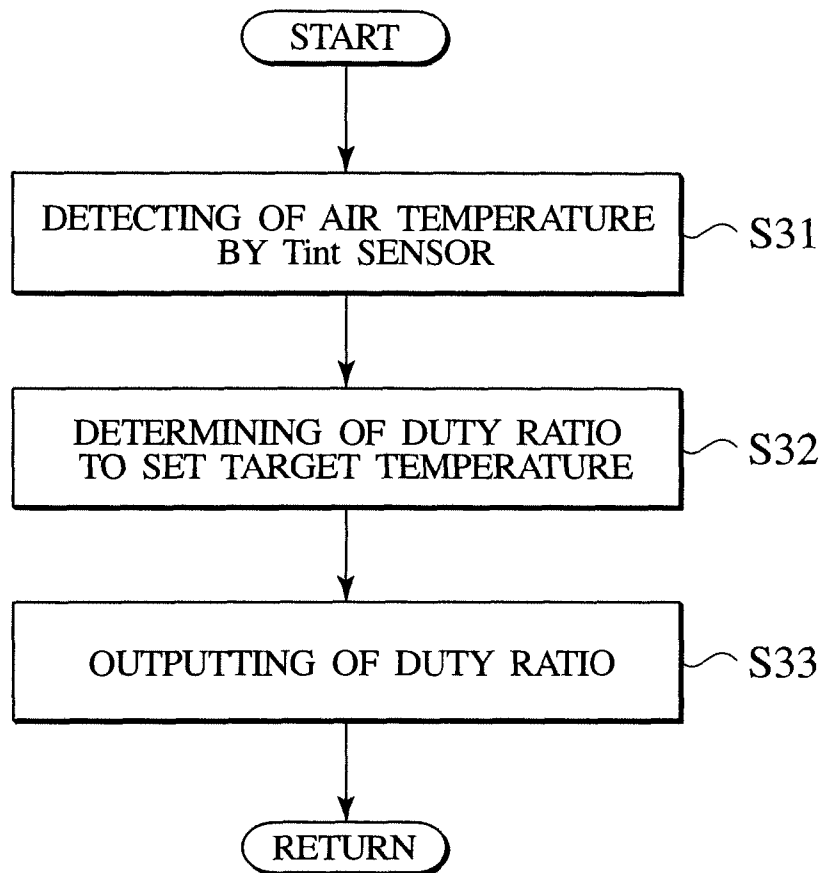 START
DETECTING OF AIR TEMPERATURE
BY Tint SENSOR
S31
DETERMINING OF DUTY RATIO
TO SET TARGET TEMPERATURE
S32
OUTPUTTING OF DUTY RATIO
S33
RETURN